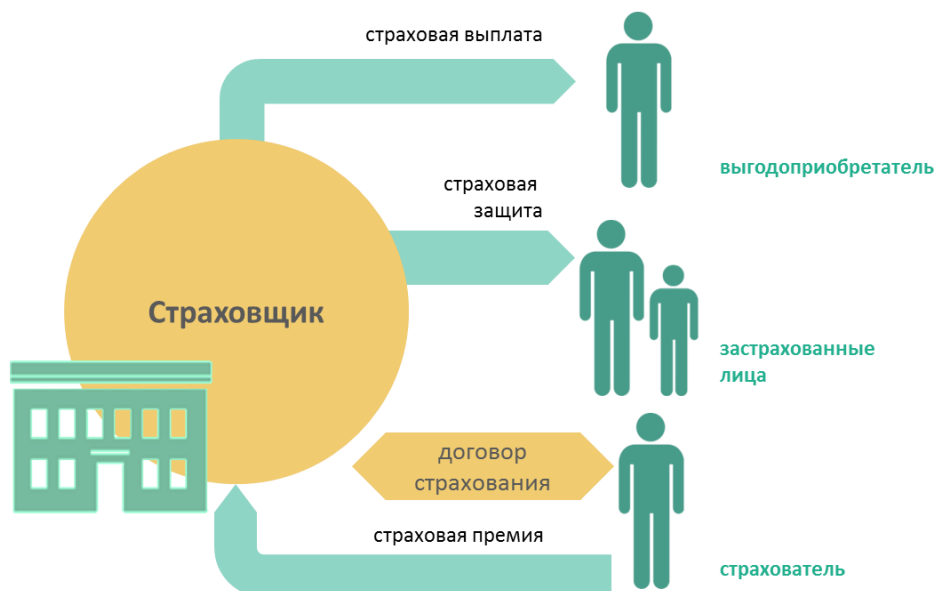 страховая выплата
выгодоприобретатель
страховая
защита
Страховщик
застрахованные
лица
договор
страхования
страховая премия
страхователь